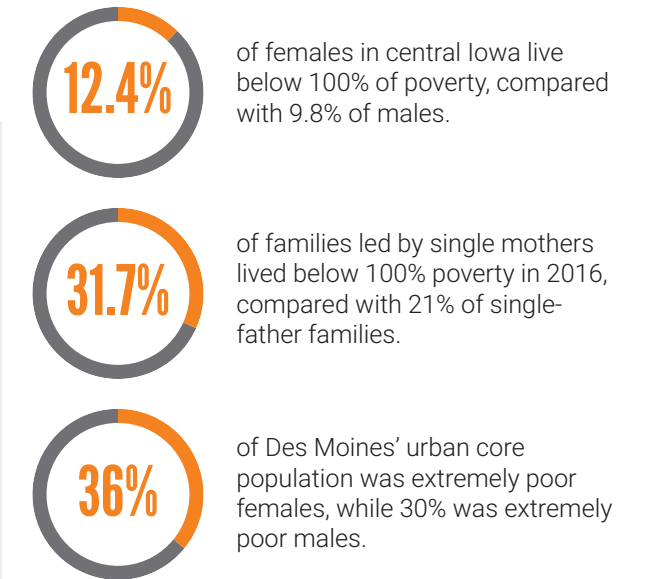 12.4%
of females in central Iowa live
below 100% of poverty, compared
with 9.8% of males.
31.7%
of families led by single mothers
lived below 100% poverty in 2016,
compared with 21% of single-
father families.
36%
of Des Moines’ urban core
population was extremely poor
females, while 30% was extremely
poor males.